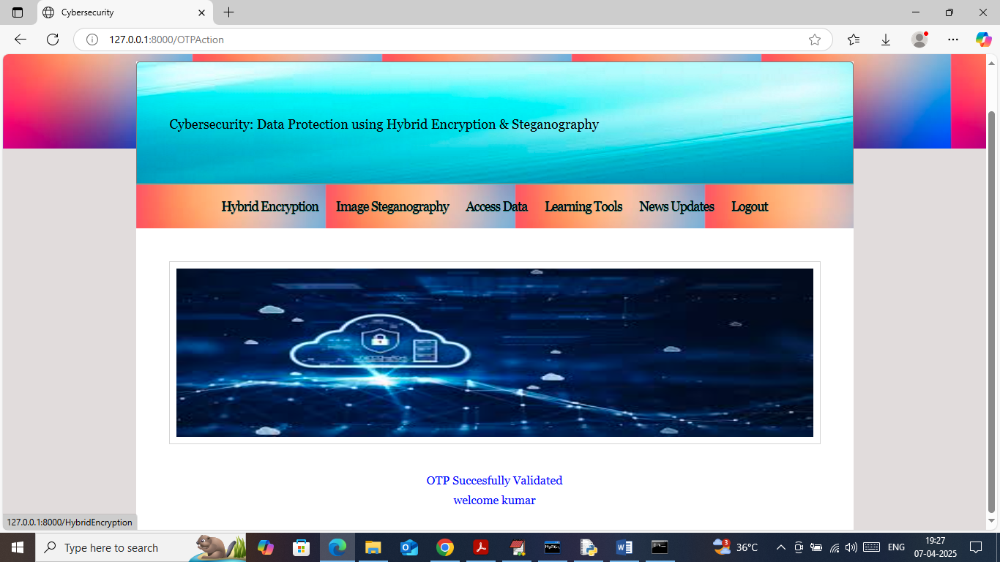 Cybersecurity
127.0.0.1:8000/OTPAction
Cybersecurity: Data Protection using Hybrid Encryption & Steganography
Hybrid Encryption Image Steganography Access Data Learning Tools News Updates Logout
OTP Succesfully Validated
welcome kumar
127.0.0.1:8000/HybridEncryption
Type here to search
3
36°C
ENG
19:27
07-04-2025